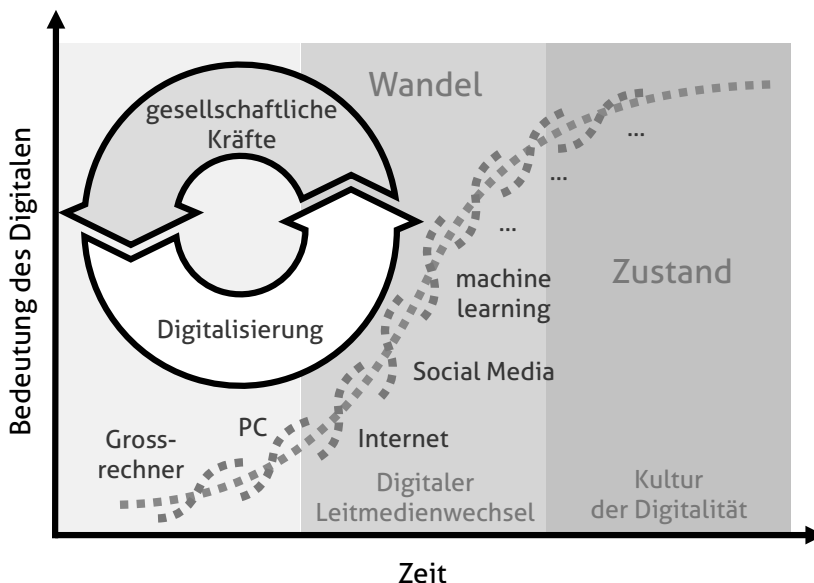 Bedeutung des Digitalen
gesellschaftliche
Kräfte
Digitalisierung
Wandel
Zustand
Gross-
rechner
PC
Internet
Social Media
machine
learning
...
...
...
Digitaler
Leitmedienwechsel
Kultur
der Digitalität
Zeit